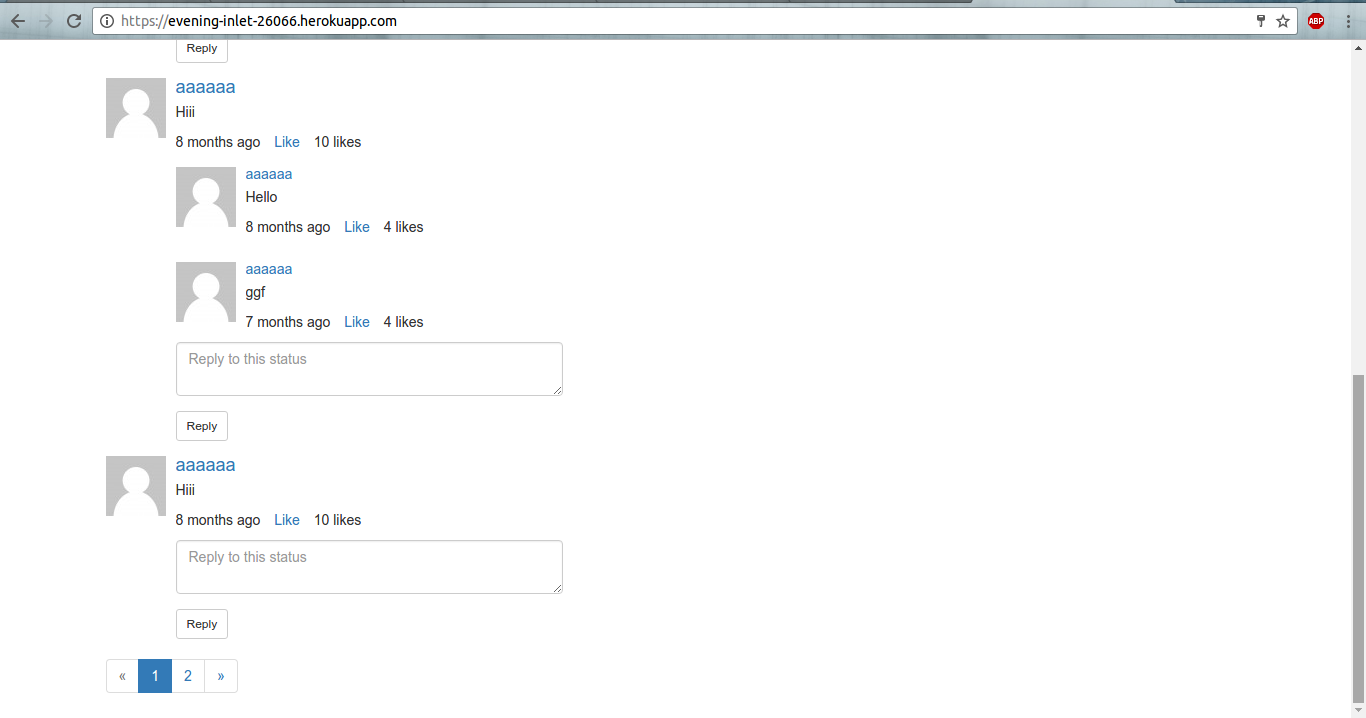 https://evening-inlet-26066.herokuapp.com
ABP
Reply
aaaaaa
Hiii
8 months ago Like 10 likes
aaaaaa
Hello
8 months ago Like 4 likes
aaaaaa
ggf
7 months ago Like 4 likes
Reply to this status
Reply
aaaaaa
Hiii
8 months ago Like 10 likes
Reply to this status
Reply
« 1 2 »